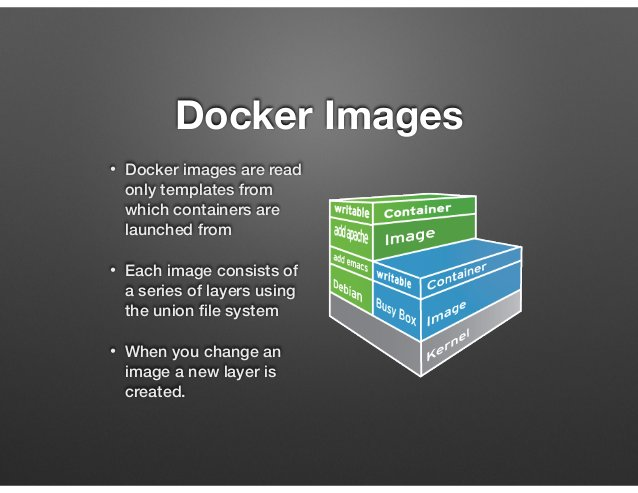 Docker Images
• Docker images are read
only templates from
which containers are
launched from
• Each image consists of
a series of layers using
the union file system
• When you change an
image a new layer is
created.
writable Container
add apache Image
add emacs
Debian
writable Container
Busy Box Image
Kernel